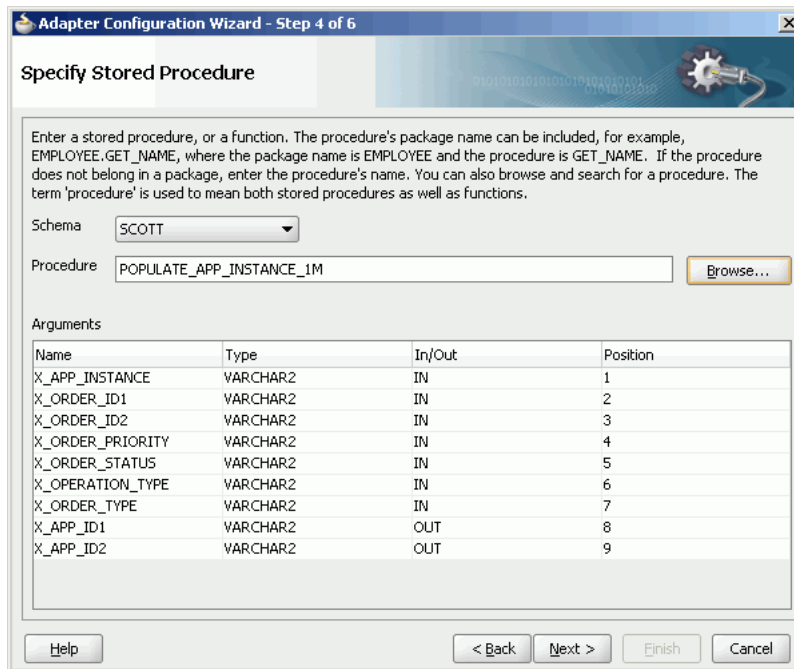 Adapter Configuration Wizard - Step 4 of 6
Specify Stored Procedure
Enter a stored procedure, or a function. The procedure's package name can be included, for example,
EMPLOYEE.GET_NAME, where the package name is EMPLOYEE and the procedure is GET_NAME. If the procedure
does not belong in a package, enter the procedure's name. You can also browse and search for a procedure. The
term 'procedure' is used to mean both stored procedures as well as functions.
Schema SCOTT
Procedure POPULATE_APP_INSTANCE_1M Browse...
Arguments
Name Type In/Out Position
X_APP_INSTANCE VARCHAR2 IN 1
X_ORDER_ID1 VARCHAR2 IN 2
X_ORDER_ID2 VARCHAR2 IN 3
X_ORDER_PRIORITY VARCHAR2 IN 4
X_ORDER_STATUS VARCHAR2 IN 5
X_OPERATION_TYPE VARCHAR2 IN 6
X_ORDER_TYPE VARCHAR2 IN 7
X_APP_ID1 VARCHAR2 OUT 8
X_APP_ID2 VARCHAR2 OUT 9
Help < Back Next > Finish Cancel